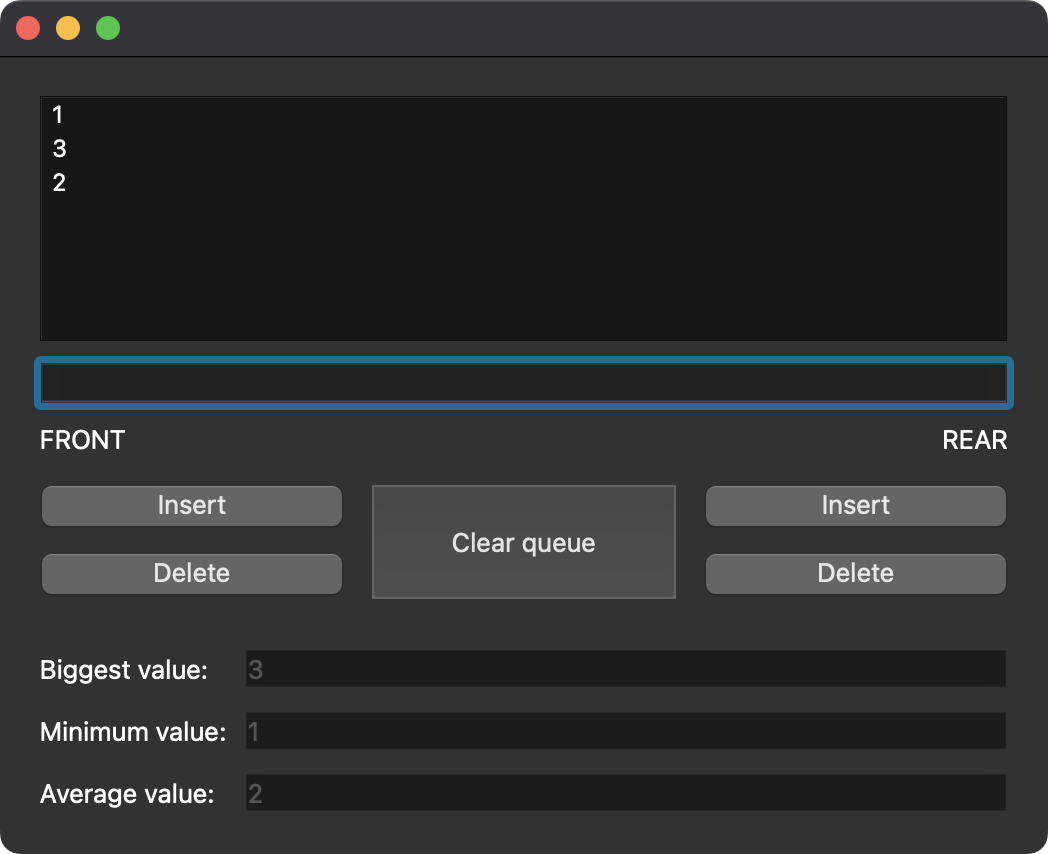 1
3
2
FRONT REAR
Insert Clear queue Insert
Delete Delete
Biggest value: 3
Minimum value: 1
Average value: 2